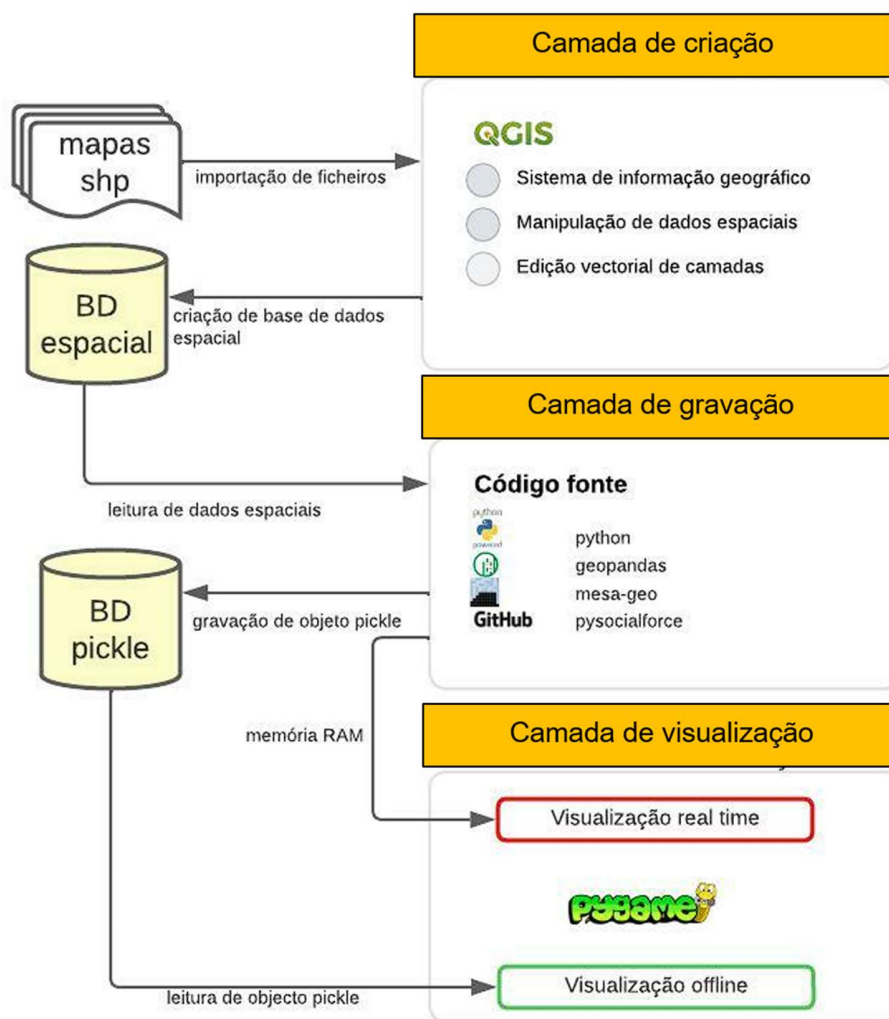 Camada de criação
mapas
shp
importação de ficheiros
QGIS
Sistema de informação geográfico
Manipulação de dados espaciais
Edição vectorial de camadas
BD
espacial
criação de base de dados
espacial
Camada de gravação
leitura de dados espaciais
Código fonte
python
powered
python
geopandas
mesa-geo
GitHub
pysocialforce
BD
pickle
gravação de objeto pickle
memória RAM
Camada de visualização
Visualização real time
pygame
Visualização offline
leitura de objecto pickle